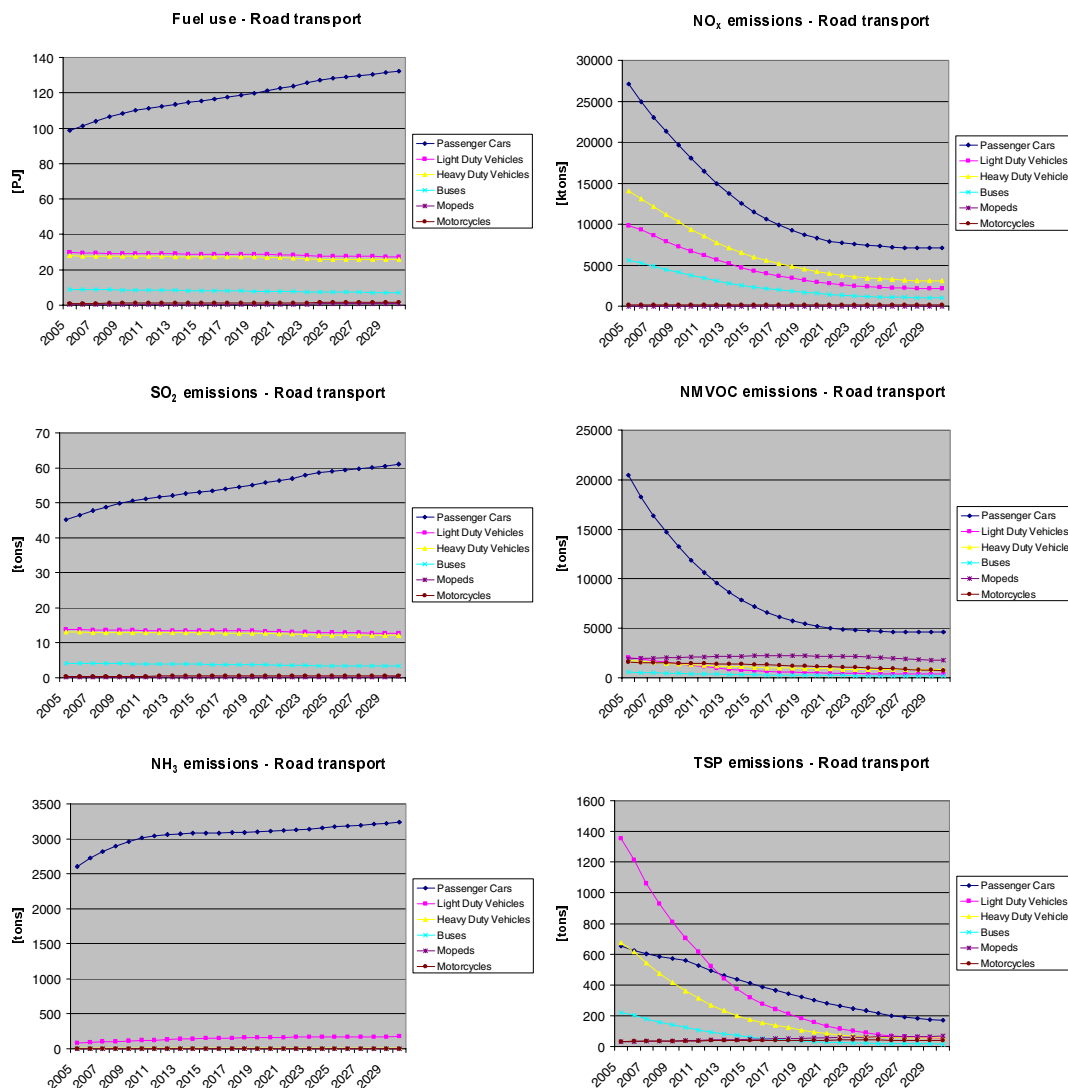 Fuel use - Road transport
140
120
100
80
60
40
20
0
[PJ]
2005
2007
2009
2011
2013
2015
2017
2019
2021
2023
2025
2027
2029
Passenger Cars
Light Duty Vehicles
Heavy Duty Vehicles
Buses
Mopeds
Motorcycles
NOx emissions - Road transport
30000
25000
20000
15000
10000
5000
0
[ktons]
2005
2007
2009
2011
2013
2015
2017
2019
2021
2023
2025
2027
2029
Passenger Cars
Light Duty Vehicles
Heavy Duty Vehicles
Buses
Mopeds
Motorcycles
SO2 emissions - Road transport
70
60
50
40
30
20
10
0
[tons]
2005
2007
2009
2011
2013
2015
2017
2019
2021
2023
2025
2027
2029
Passenger Cars
Light Duty Vehicles
Heavy Duty Vehicles
Buses
Mopeds
Motorcycles
NMVOC emissions - Road transport
25000
20000
15000
10000
5000
0
[tons]
2005
2007
2009
2011
2013
2015
2017
2019
2021
2023
2025
2027
2029
Passenger Cars
Light Duty Vehicles
Heavy Duty Vehicles
Buses
Mopeds
Motorcycles
NH3 emissions - Road transport
3500
3000
2500
2000
1500
1000
500
0
[tons]
2005
2007
2009
2011
2013
2015
2017
2019
2021
2023
2025
2027
2029
Passenger Cars
Light Duty Vehicles
Heavy Duty Vehicles
Buses
Mopeds
Motorcycles
TSP emissions - Road transport
1600
1400
1200
1000
800
600
400
200
0
[tons]
2005
2007
2009
2011
2013
2015
2017
2019
2021
2023
2025
2027
2029
Passenger Cars
Light Duty Vehicles
Heavy Duty Vehicles
Buses
Mopeds
Motorcycles